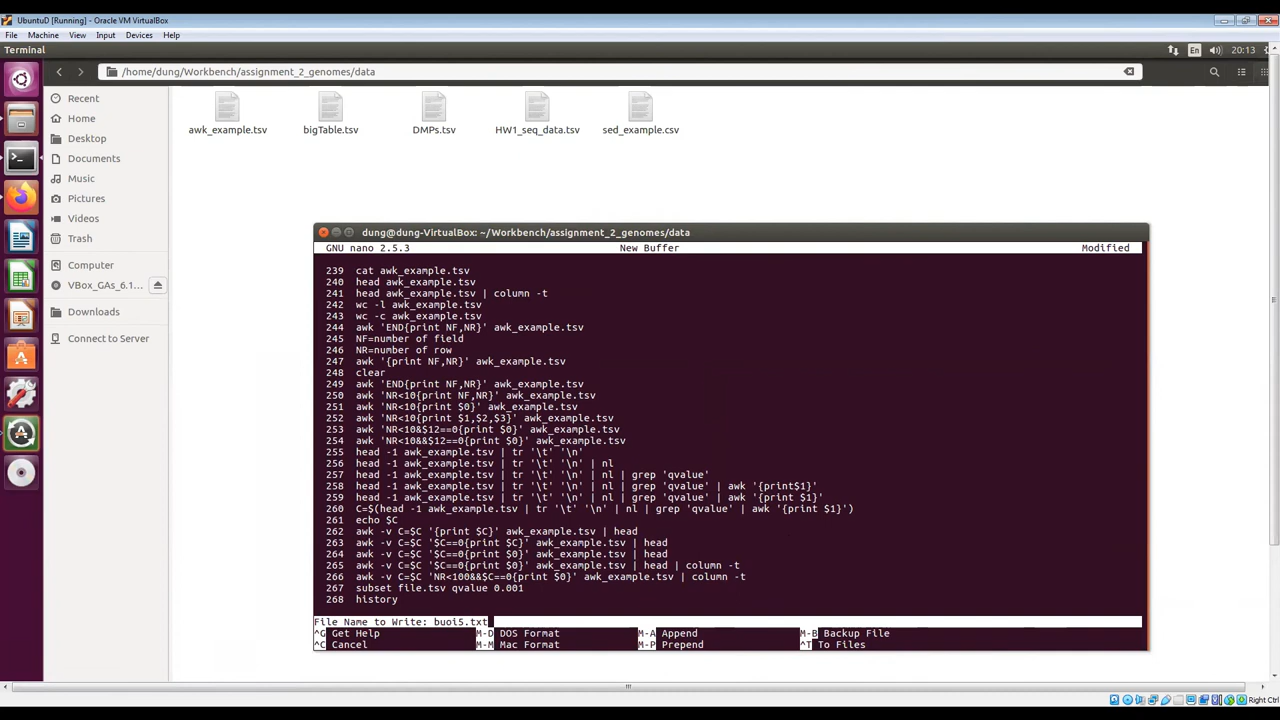 UbuntuD [Running] - Oracle VM VirtualBox
File Machine View Input Devices Help
Terminal
En
20:13
/home/dung/Workbench/assignment_2_genomes/data
Recent
Home
Desktop
Documents
Music
Pictures
Videos
Trash
Computer
VBox_GAs_6.1...
Downloads
Connect to Server
awk_example.tsv
bigTable.tsv
DMPs.tsv
HW1_seq_data.tsv
sed_example.csv
dung@dung-VirtualBox: ~/Workbench/assignment_2_genomes/data
GNU nano 2.5.3 New Buffer Modified
239 cat awk_example.tsv
240 head awk_example.tsv
241 head awk_example.tsv | column -t
242 wc -l awk_example.tsv
243 wc -c awk_example.tsv
244 awk 'END{print NF,NR}' awk_example.tsv
245 NF=number of field
246 NR=number of row
247 awk '{print NF,NR}' awk_example.tsv
248 clear
249 awk 'END{print NF,NR}' awk_example.tsv
250 awk 'NR<10{print NF,NR}' awk_example.tsv
251 awk 'NR<10{print $0}' awk_example.tsv
252 awk 'NR<10{print $1,$2,$3}' awk_example.tsv
253 awk 'NR<10&$12==0{print $0}' awk_example.tsv
254 awk 'NR<10&&$12==0{print $0}' awk_example.tsv
255 head -1 awk_example.tsv | tr '\t' '\n'
256 head -1 awk_example.tsv | tr '\t' '\n' | nl
257 head -1 awk_example.tsv | tr '\t' '\n' | nl | grep 'qvalue'
258 head -1 awk_example.tsv | tr '\t' '\n' | nl | grep 'qvalue' | awk '{print$1}'
259 head -1 awk_example.tsv | tr '\t' '\n' | nl | grep 'qvalue' | awk '{print $1}'
260 C=$(head -1 awk_example.tsv | tr '\t' '\n' | nl | grep 'qvalue' | awk '{print $1}')
261 echo $C
262 awk -v C=$C '{print $C}' awk_example.tsv | head
263 awk -v C=$C '$C==0{print $C}' awk_example.tsv | head
264 awk -v C=$C '$C==0{print $0}' awk_example.tsv | head
265 awk -v C=$C '$C==0{print $0}' awk_example.tsv | head | column -t
266 awk -v C=$C 'NR<100&&$C==0{print $0}' awk_example.tsv | column -t
267 subset file.tsv qvalue 0.001
268 history
File Name to Write: buoi5.txt
^G Get Help M-D DOS Format M-A Append M-B Backup File
^C Cancel M-M Mac Format M-P Prepend ^T To Files
Right Ctrl